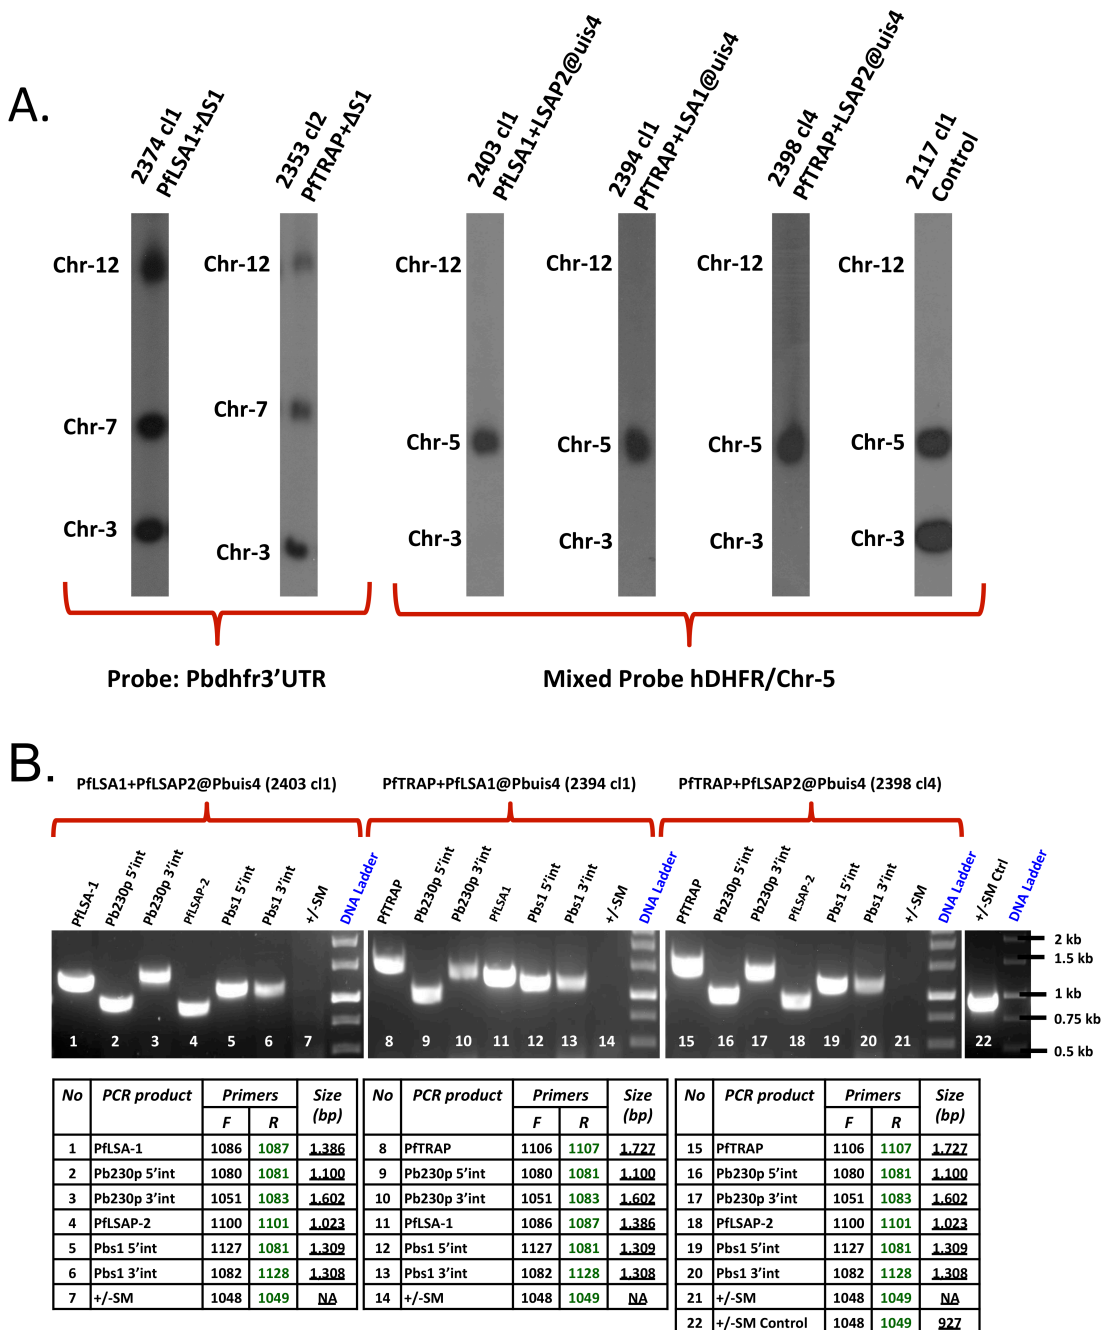 A.
2374 cl1
PfLSA1+ΔS1
2353 cl2
PfTRAP+ΔS1
2403 cl1
PfLSA1+LSAP2@uis4
2394 cl1
PfTRAP+LSA1@uis4
2398 cl4
PfTRAP+LSAP2@uis4
2117 cl1
Control
Chr-12
Chr-7
Chr-3
Chr-12
Chr-7
Chr-3
Chr-12
Chr-5
Chr-3
Chr-12
Chr-5
Chr-3
Chr-12
Chr-5
Chr-3
Chr-12
Chr-5
Chr-3
Probe: Pbdhfr3’UTR
Mixed Probe hDHFR/Chr-5
B.
PfLSA1+PfLSAP2@Pbuis4 (2403 cl1)
PfTRAP+PfLSA1@Pbuis4 (2394 cl1)
PfTRAP+PfLSAP2@Pbuis4 (2398 cl4)
PfLSA-1
Pb230p 5’int
Pb230p 3’int
PfLSAP-2
Pbs1 5’int
Pbs1 3’int
+/-SM
DNA Ladder
PfTRAP
Pb230p 5’int
Pb230p 3’int
PfLSA1
Pbs1 5’int
Pbs1 3’int
+/-SM
DNA Ladder
PfTRAP
Pb230p 5’int
Pb230p 3’int
PfLSAP-2
Pbs1 5’int
Pbs1 3’int
+/-SM
DNA Ladder
+/-SM Ctrl
DNA Ladder
2 kb
1.5 kb
1 kb
0.75 kb
0.5 kb
1 2 3 4 5 6 7
8 9 10 11 12 13 14
15 16 17 18 19 20 21
22
No PCR product Primers Size (bp)
F R
1 PfLSA-1 1086 1087 1.386
2 Pb230p 5’int 1080 1081 1.100
3 Pb230p 3’int 1051 1083 1.602
4 PfLSAP-2 1100 1101 1.023
5 Pbs1 5’int 1127 1081 1.309
6 Pbs1 3’int 1082 1128 1.308
7 +/-SM 1048 1049 NA
No PCR product Primers Size (bp)
F R
8 PfTRAP 1106 1107 1.727
9 Pb230p 5’int 1080 1081 1.100
10 Pb230p 3’int 1051 1083 1.602
11 PfLSA-1 1086 1087 1.386
12 Pbs1 5’int 1127 1081 1.309
13 Pbs1 3’int 1082 1128 1.308
14 +/-SM 1048 1049 NA
No PCR product Primers Size (bp)
F R
15 PfTRAP 1106 1107 1.727
16 Pb230p 5’int 1080 1081 1.100
17 Pb230p 3’int 1051 1083 1.602
18 PfLSAP-2 1100 1101 1.023
19 Pbs1 5’int 1127 1081 1.309
20 Pbs1 3’int 1082 1128 1.308
21 +/-SM 1048 1049 NA
22 +/-SM Control 1048 1049 927